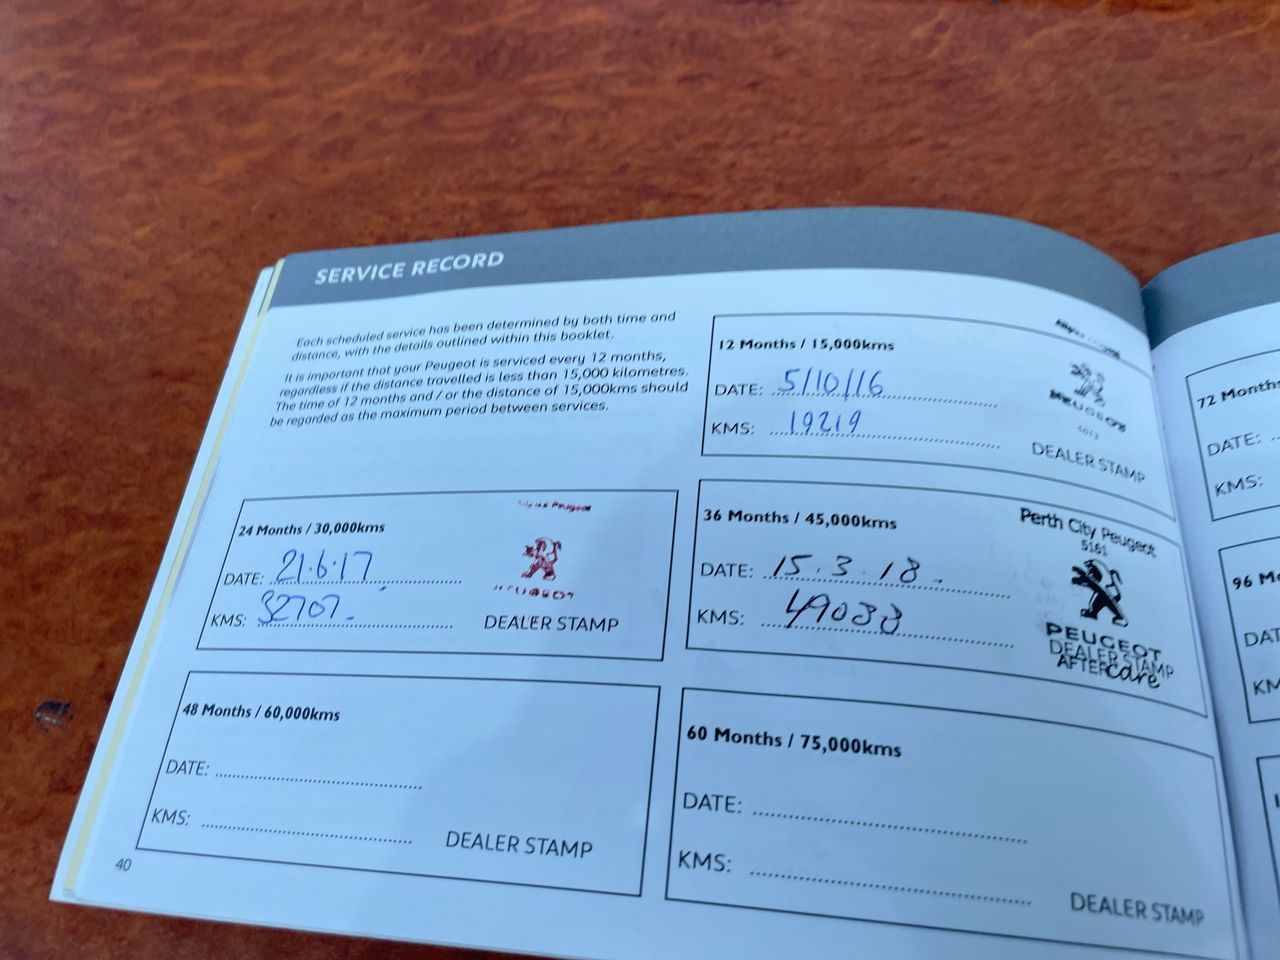 SERVICE RECORD
Each scheduled service has been determined by both time and
distance, with the details outlined within this booklet.
It is important that your Peugeot is serviced every 12 months,
regardless if the distance travelled is less than 15,000 kilometres.
The time of 12 months and / or the distance of 15,000kms should
be regarded as the maximum period between services.
12 Months / 15,000kms
DATE: 5/10/16
KMS: 19219
PEUGEOT
DEALER STAMP
24 Months / 30,000kms
DATE: 21.6.17
KMS: 32707
Peugeot
PEUGEOT
DEALER STAMP
36 Months / 45,000kms
DATE: 15.3.18
KMS: 49033
Perth City Peugeot
5161
PEUGEOT
DEALER STAMP
AFTERcare
48 Months / 60,000kms
DATE:
KMS:
DEALER STAMP
60 Months / 75,000kms
DATE:
KMS:
DEALER STAMP
40
72 Months
DATE:
KMS:
96